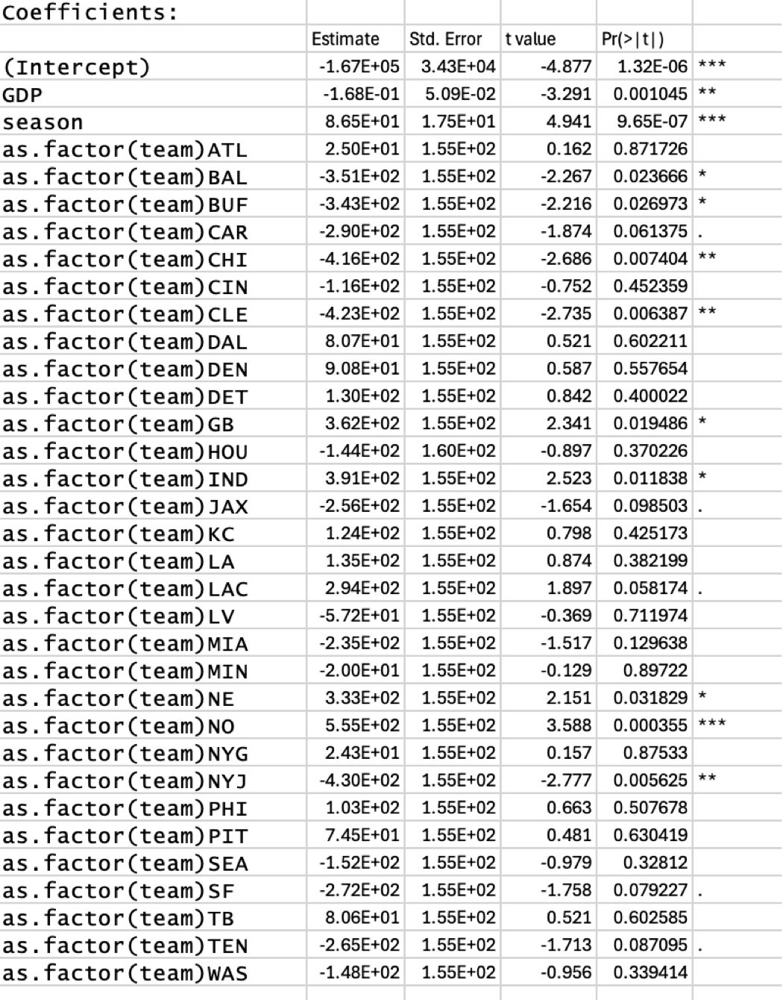 Coefficients:
Estimate Std. Error t value Pr(>|t|)
(Intercept) -1.67E+05 3.43E+04 -4.877 1.32E-06 ***
GDP -1.68E-01 5.09E-02 -3.291 0.001045 **
season 8.65E+01 1.75E+01 4.941 9.65E-07 ***
as.factor(team)ATL 2.50E+01 1.55E+02 0.162 0.871726
as.factor(team)BAL -3.51E+02 1.55E+02 -2.267 0.023666 *
as.factor(team)BUF -3.43E+02 1.55E+02 -2.216 0.026973 *
as.factor(team)CAR -2.90E+02 1.55E+02 -1.874 0.061375 .
as.factor(team)CHI -4.16E+02 1.55E+02 -2.686 0.007404 **
as.factor(team)CIN -1.16E+02 1.55E+02 -0.752 0.452359
as.factor(team)CLE -4.23E+02 1.55E+02 -2.735 0.006387 **
as.factor(team)DAL 8.07E+01 1.55E+02 0.521 0.602211
as.factor(team)DEN 9.08E+01 1.55E+02 0.587 0.557654
as.factor(team)DET 1.30E+02 1.55E+02 0.842 0.400022
as.factor(team)GB 3.62E+02 1.55E+02 2.341 0.019486 *
as.factor(team)HOU -1.44E+02 1.60E+02 -0.897 0.370226
as.factor(team)IND 3.91E+02 1.55E+02 2.523 0.011838 *
as.factor(team)JAX -2.56E+02 1.55E+02 -1.654 0.098503 .
as.factor(team)KC 1.24E+02 1.55E+02 0.798 0.425173
as.factor(team)LA 1.35E+02 1.55E+02 0.874 0.382199
as.factor(team)LAC 2.94E+02 1.55E+02 1.897 0.058174 .
as.factor(team)LV -5.72E+01 1.55E+02 -0.369 0.711974
as.factor(team)MIA -2.35E+02 1.55E+02 -1.517 0.129638
as.factor(team)MIN -2.00E+01 1.55E+02 -0.129 0.89722
as.factor(team)NE 3.33E+02 1.55E+02 2.151 0.031829 *
as.factor(team)NO 5.55E+02 1.55E+02 3.588 0.000355 ***
as.factor(team)NYG 2.43E+01 1.55E+02 0.157 0.87533
as.factor(team)NYJ -4.30E+02 1.55E+02 -2.777 0.005625 **
as.factor(team)PHI 1.03E+02 1.55E+02 0.663 0.507678
as.factor(team)PIT 7.45E+01 1.55E+02 0.481 0.630419
as.factor(team)SEA -1.52E+02 1.55E+02 -0.979 0.32812
as.factor(team)SF -2.72E+02 1.55E+02 -1.758 0.079227 .
as.factor(team)TB 8.06E+01 1.55E+02 0.521 0.602585
as.factor(team)TEN -2.65E+02 1.55E+02 -1.713 0.087095 .
as.factor(team)WAS -1.48E+02 1.55E+02 -0.956 0.339414